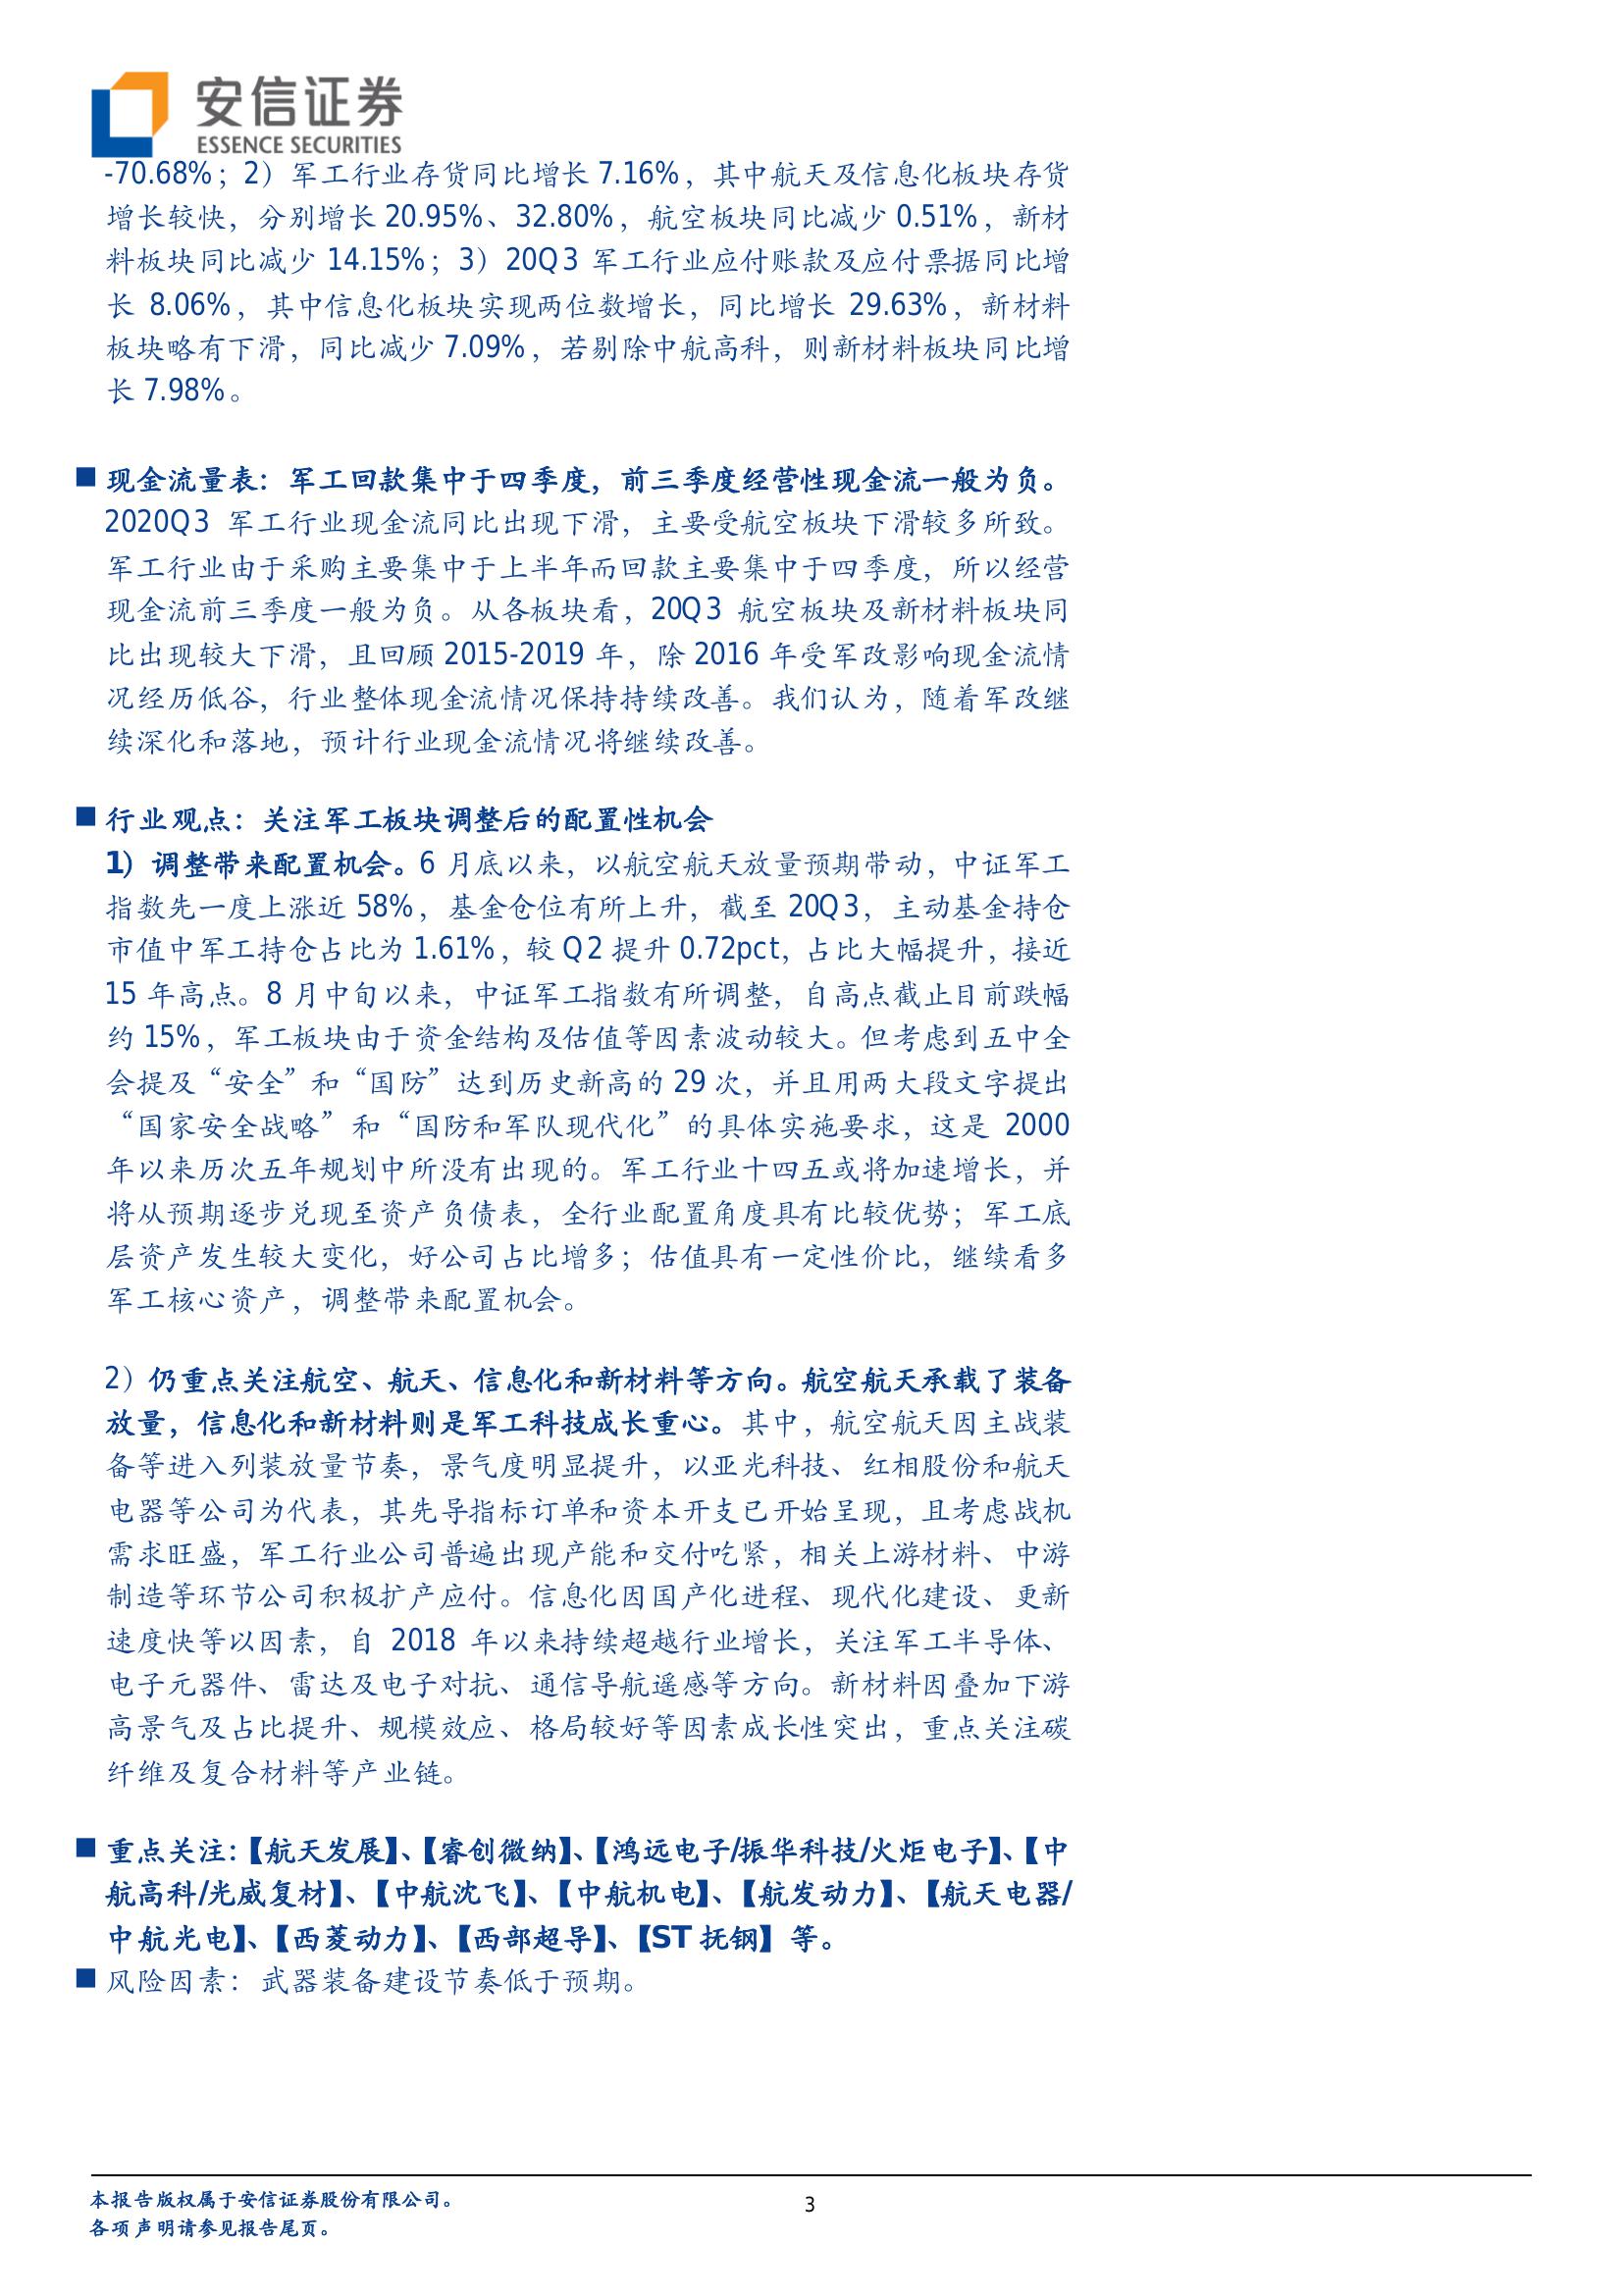 安信证券
ESSENCE SECURITIES
-70.68%；2）军工行业存货同比增长 7.16%，其中航天及信息化板块存货
增长较快，分别增长 20.95%、32.80%，航空板块同比减少 0.51%，新材
料板块同比减少 14.15%；3）20Q3 军工行业应付账款及应付票据同比增
长 8.06%，其中信息化板块实现两位数增长，同比增长 29.63%，新材料
板块略有下滑，同比减少 7.09%，若剔除中航高科，则新材料板块同比增
长 7.98%。
■ 现金流量表：军工回款集中于四季度，前三季度经营性现金流一般为负。
2020Q3 军工行业现金流同比出现下滑，主要受航空板块下滑较多所致。
军工行业由于采购主要集中于上半年而回款主要集中于四季度，所以经营
现金流前三季度一般为负。从各板块看，20Q3 航空板块及新材料板块同
比出现较大下滑，且回顾 2015-2019 年，除 2016 年受军改影响现金流情
况经历低谷，行业整体现金流情况保持持续改善。我们认为，随着军改继
续深化和落地，预计行业现金流情况将继续改善。
■ 行业观点：关注军工板块调整后的配置性机会
1）调整带来配置机会。6 月底以来，以航空航天放量预期带动，中证军工
指数先一度上涨近 58%，基金仓位有所上升，截至 20Q3，主动基金持仓
市值中军工持仓占比为 1.61%，较 Q2 提升 0.72pct，占比大幅提升，接近
15 年高点。8 月中旬以来，中证军工指数有所调整，自高点截止目前跌幅
约 15%，军工板块由于资金结构及估值等因素波动较大。但考虑到五中全
会提及“安全”和“国防”达到历史新高的 29 次，并且用两大段文字提出
“国家安全战略”和“国防和军队现代化”的具体实施要求，这是 2000
年以来历次五年规划中所没有出现的。军工行业十四五或将加速增长，并
将从预期逐步兑现至资产负债表，全行业配置角度具有比较优势；军工底
层资产发生较大变化，好公司占比增多；估值具有一定性价比，继续看多
军工核心资产，调整带来配置机会。
2）仍重点关注航空、航天、信息化和新材料等方向。航空航天承载了装备
放量，信息化和新材料则是军工科技成长重心。其中，航空航天因主战装
备等进入列装放量节奏，景气度明显提升，以亚光科技、红相股份和航天
电器等公司为代表，其先导指标订单和资本开支已开始呈现，且考虑战机
需求旺盛，军工行业公司普遍出现产能和交付吃紧，相关上游材料、中游
制造等环节公司积极扩产应付。信息化因国产化进程、现代化建设、更新
速度快等以因素，自 2018 年以来持续超越行业增长，关注军工半导体、
电子元器件、雷达及电子对抗、通信导航遥感等方向。新材料因叠加下游
高景气及占比提升、规模效应、格局较好等因素成长性突出，重点关注碳
纤维及复合材料等产业链。
■ 重点关注：【航天发展】、【睿创微纳】、【鸿远电子/振华科技/火炬电子】、【中
航高科/光威复材】、【中航沈飞】、【中航机电】、【航发动力】、【航天电器/
中航光电】、【西菱动力】、【西部超导】、【ST 抚钢】等。
■ 风险因素：武器装备建设节奏低于预期。
本报告版权属于安信证券股份有限公司。
3
各项声明请参见报告尾页。